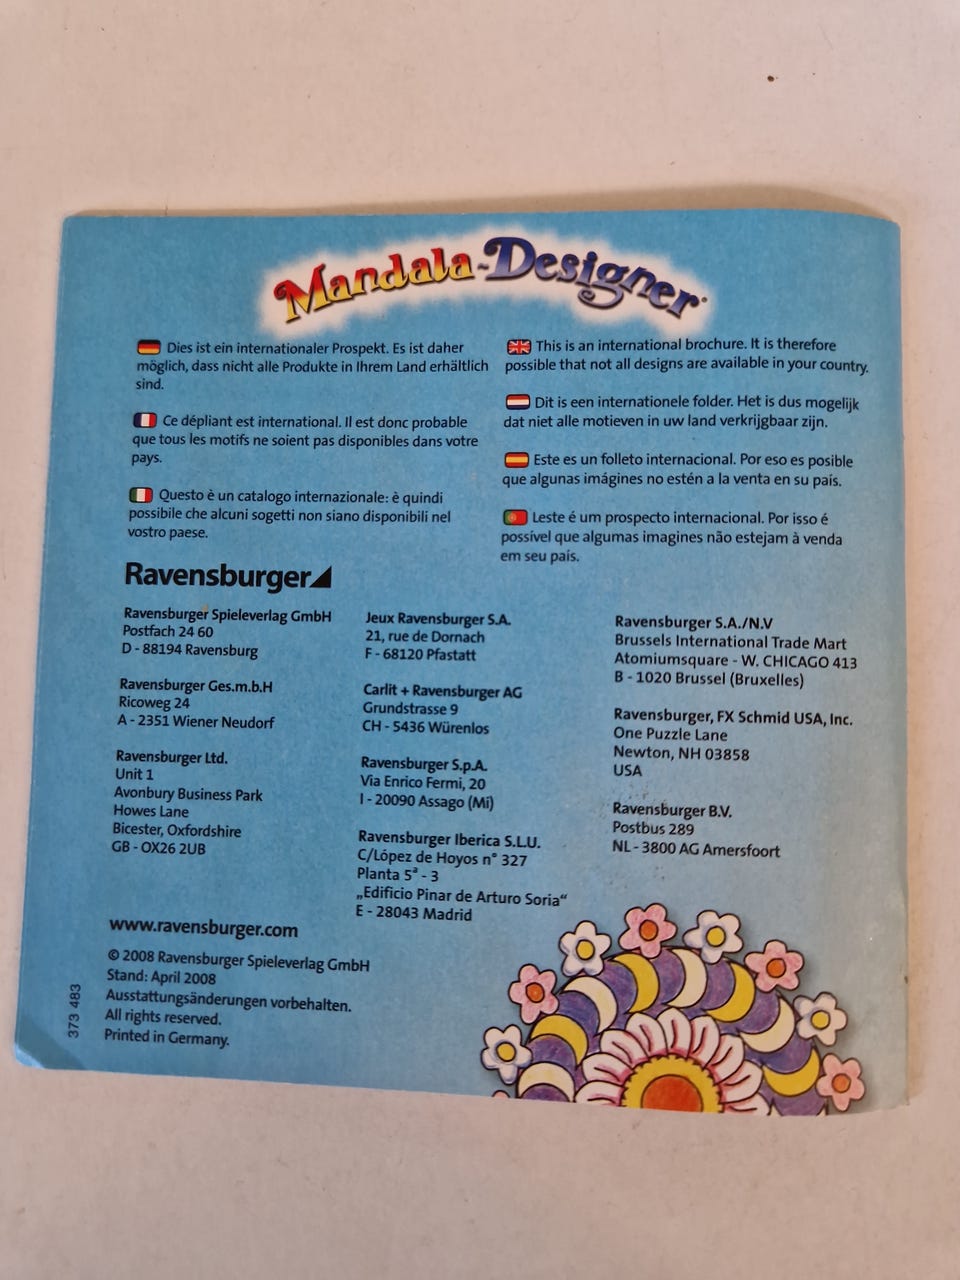 Mandala-Designer
Dies ist ein internationaler Prospekt. Es ist daher
möglich, dass nicht alle Produkte in Ihrem Land erhältlich
sind.
Ce dépliant est international. Il est donc probable
que tous les motifs ne soient pas disponibles dans votre
pays.
Questo è un catalogo internazionale: è quindi
possibile che alcuni sogetti non siano disponibili nel
vostro paese.
This is an international brochure. It is therefore
possible that not all designs are available in your country.
Dit is een internationele folder. Het is dus mogelijk
dat niet alle motieven in uw land verkrijgbaar zijn.
Este es un folleto internacional. Por eso es posible
que algunas imágines no estén a la venta en su país.
Leste é um prospecto internacional. Por isso é
possível que algumas imagines não estejam à venda
em seu país.
Ravensburger
Ravensburger Spieleverlag GmbH
Postfach 24 60
D - 88194 Ravensburg
Ravensburger Ges.m.b.H
Ricoweg 24
A - 2351 Wiener Neudorf
Ravensburger Ltd.
Unit 1
Avonbury Business Park
Howes Lane
Bicester, Oxfordshire
GB - OX26 2UB
Jeux Ravensburger S.A.
21, rue de Dornach
F - 68120 Pfastatt
Carlit + Ravensburger AG
Grundstrasse 9
CH - 5436 Würenlos
Ravensburger S.p.A.
Via Enrico Fermi, 20
I - 20090 Assago (Mi)
Ravensburger Iberica S.L.U.
C/López de Hoyos n° 327
Planta 5ª - 3
„Edificio Pinar de Arturo Soria“
E - 28043 Madrid
Ravensburger S.A./N.V
Brussels International Trade Mart
Atomiumsquare - W. CHICAGO 413
B - 1020 Brussel (Bruxelles)
Ravensburger, FX Schmid USA, Inc.
One Puzzle Lane
Newton, NH 03858
USA
Ravensburger B.V.
Postbus 289
NL - 3800 AG Amersfoort
www.ravensburger.com
© 2008 Ravensburger Spieleverlag GmbH
Stand: April 2008
Ausstattungsänderungen vorbehalten.
All rights reserved.
Printed in Germany.
373 483